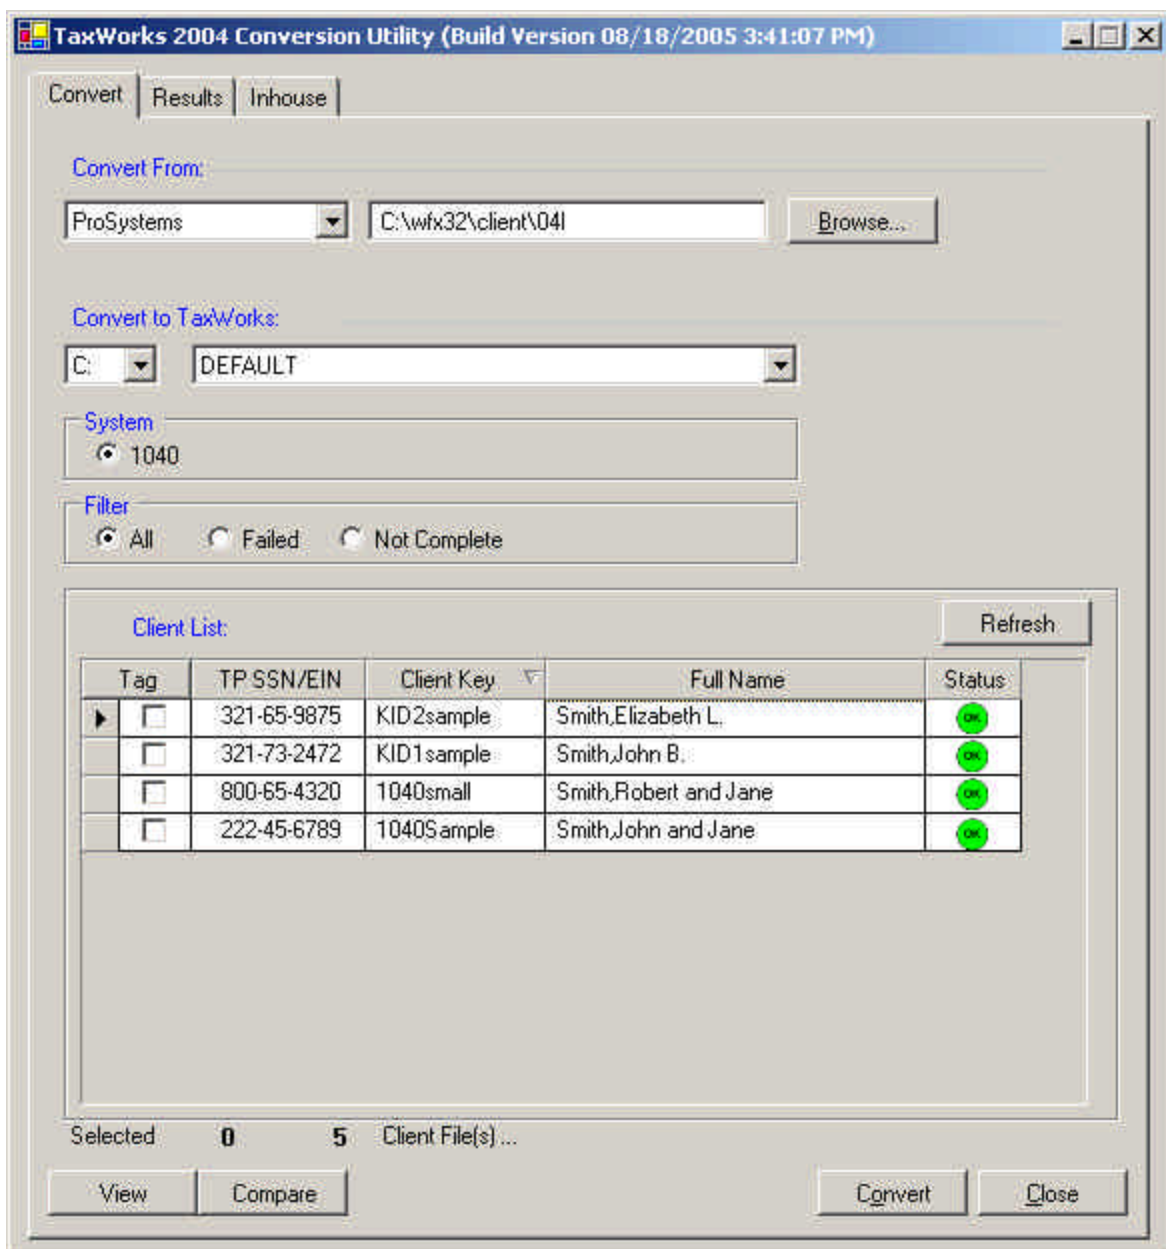 TaxWorks 2004 Conversion Utility (Build Version 08/18/2005 3:41:07 PM)
Convert Results Inhouse
Convert From:
ProSystems C:\wfx32\client\04I Browse...
Convert to TaxWorks:
C: DEFAULT
System
1040
Filter
All Failed Not Complete
Client List: Refresh
Tag TP SSN/EIN Client Key Full Name Status
321-65-9875 KID2sample Smith,Elizabeth L. OK
321-73-2472 KID1sample Smith,John B. OK
800-65-4320 1040small Smith,Robert and Jane OK
222-45-6789 1040Sample Smith,John and Jane OK
Selected 0 5 Client File(s) ...
View Compare Convert Close